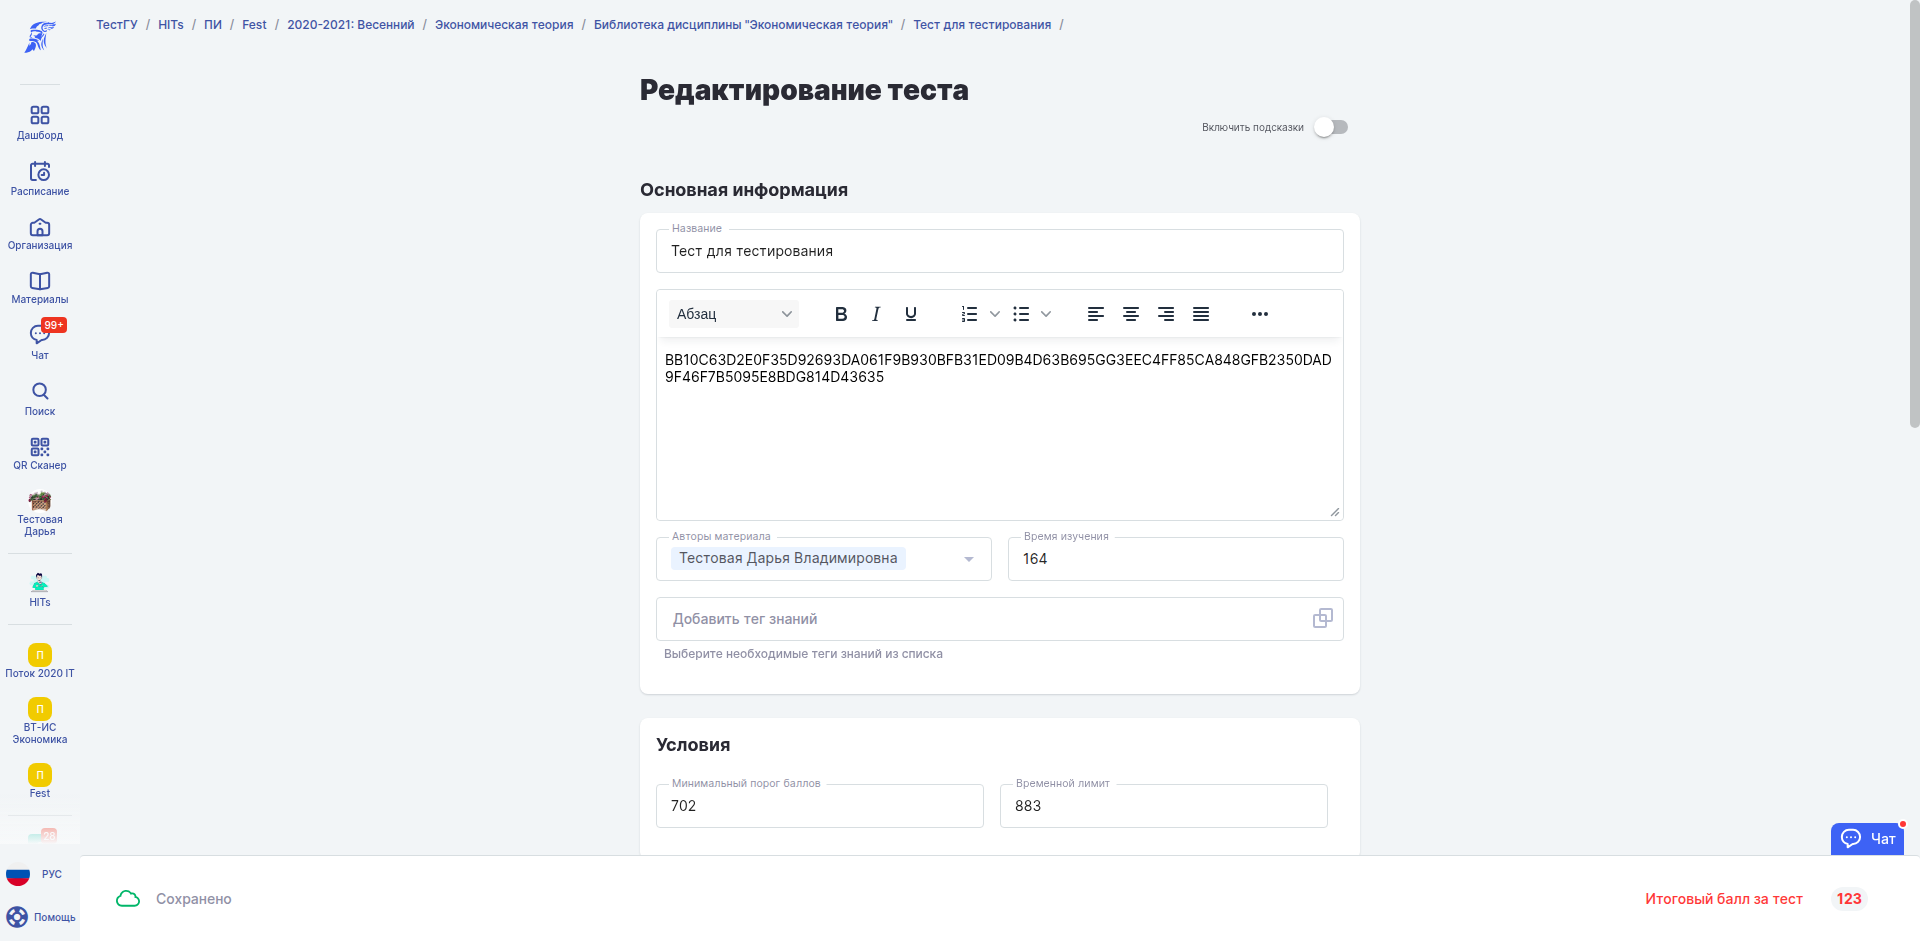 ТестГУ / HITs / ПИ / Fest / 2020-2021: Весенний / Экономическая теория / Библиотека дисциплины "Экономическая теория" / Тест для тестирования /
Дашборд
Расписание
Организация
Материалы
99+
Чат
Поиск
QR Сканер
Тестовая
Дарья
HITs
П
Поток 2020 IT
П
ВТ-ИС
Экономика
П
Fest
28
РУС
Помощь
Редактирование теста
Включить подсказки
Основная информация
Название
Тест для тестирования
Абзац
BB10C63D2E0F35D92693DA061F9B930BFB31ED09B4D63B695GG3EEC4FF85CA848GFB2350DAD
9F46F7B5095E8BDG814D43635
Авторы материала
Тестовая Дарья Владимировна
Время изучения
164
Добавить тег знаний
Выберите необходимые теги знаний из списка
Условия
Минимальный порог баллов
702
Временной лимит
883
Чат
Сохранено
Итоговый балл за тест 123